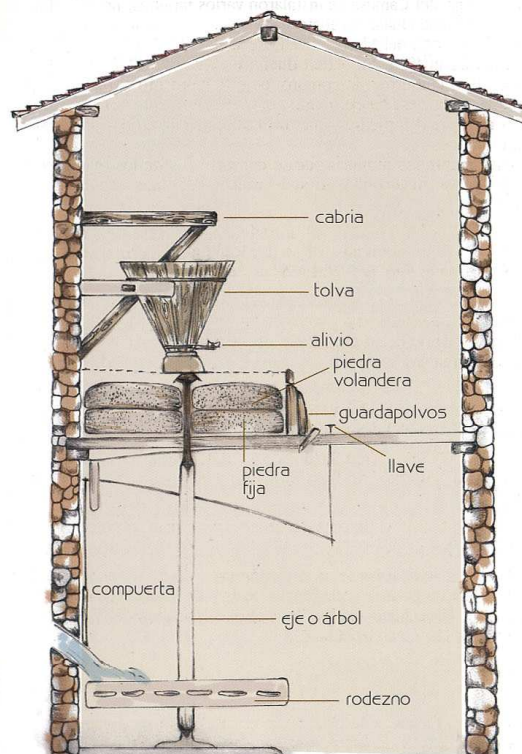 cabria
tolva
alivio
piedra
volandera
guardapolvos
llave
piedra
fija
compuerta
eje o árbol
rodezno